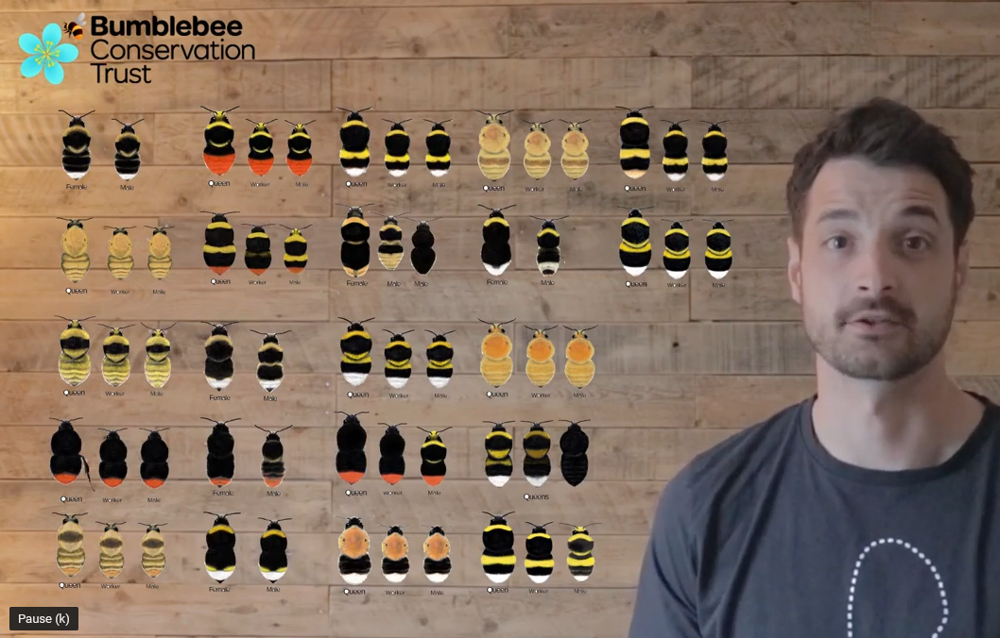 Bumblebee
Conservation
Trust
Female Male Queen Worker Male Queen Worker Male Queen Worker Male Queen Worker Male
Queen Worker Male Queen Worker Male Female Male Male Female Male Queen Worker Male
Queen Worker Male Female Male Queen Worker Male Queen Worker Male
Queen Worker Male Female Male Queen Worker Male Queens
Queen Worker Male Female Male Queen Worker Male Queen Worker Male
Pause (k)